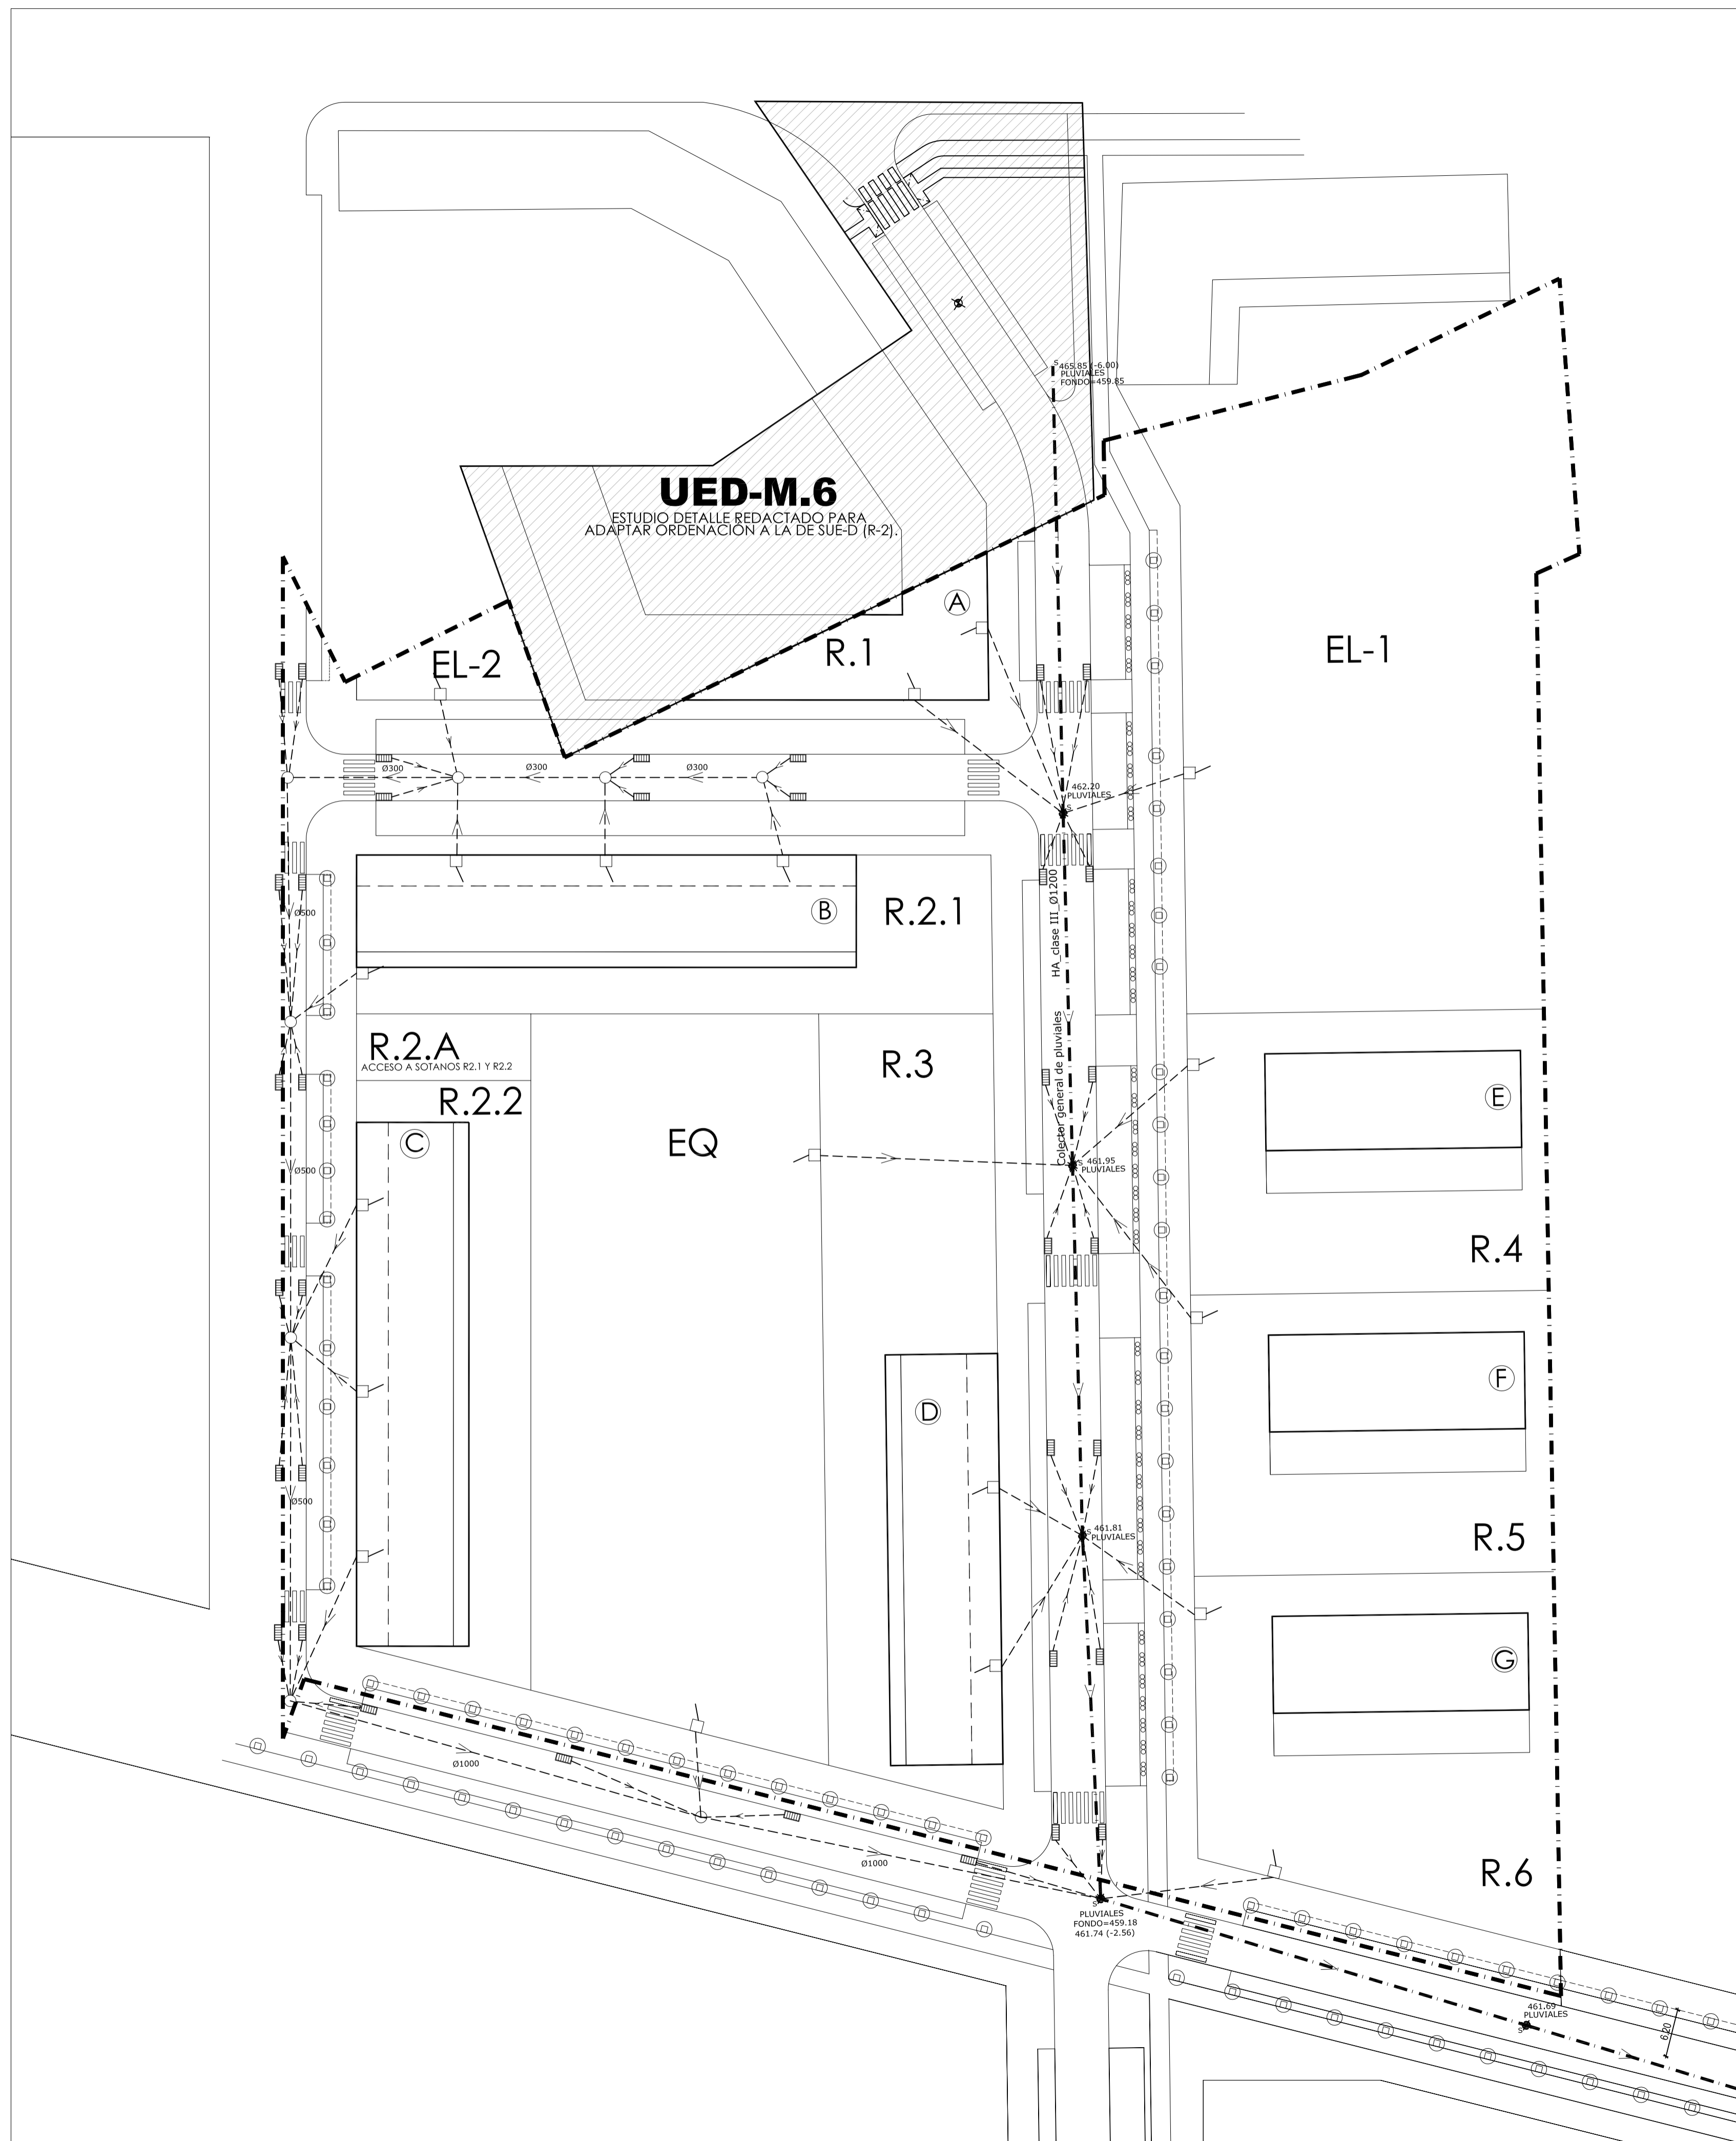 S 465.85 (-6.00)
PLUVIALES
FONDO=459.85
UED-M.6
ESTUDIO DETALLE REDACTADO PARA
ADAPTAR ORDENACIÓN A LA DE SUE-D (R-2).
A
EL-2
R.1
EL-1
Ø300
Ø300
Ø300
462.20
PLUVIALES
S
HA_clase III_Ø1200
Colector general de pluviales
Ø500
B
R.2.1
R.2.A
ACCESO A SOTANOS R2.1 Y R2.2
R.2.2
R.3
E
C
EQ
Ø500
S 461.95
PLUVIALES
R.4
F
D
Ø500
S 461.81
PLUVIALES
R.5
G
Ø1000
Ø1000
R.6
S
PLUVIALES
FONDO=459.18
461.74 (-2.56)
461.69
PLUVIALES
S
6.20